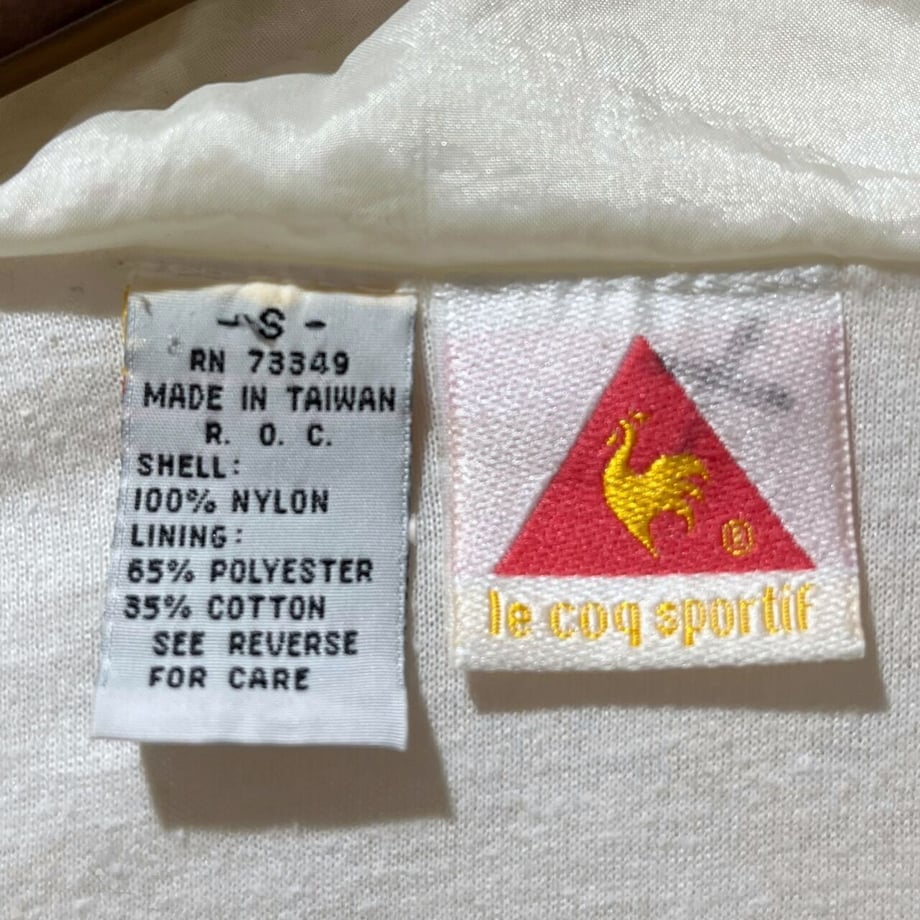 - S -
RN 73349
MADE IN TAIWAN
R. O. C.
SHELL:
100% NYLON
LINING:
65% POLYESTER
35% COTTON
SEE REVERSE
FOR CARE
®
le coq sportif